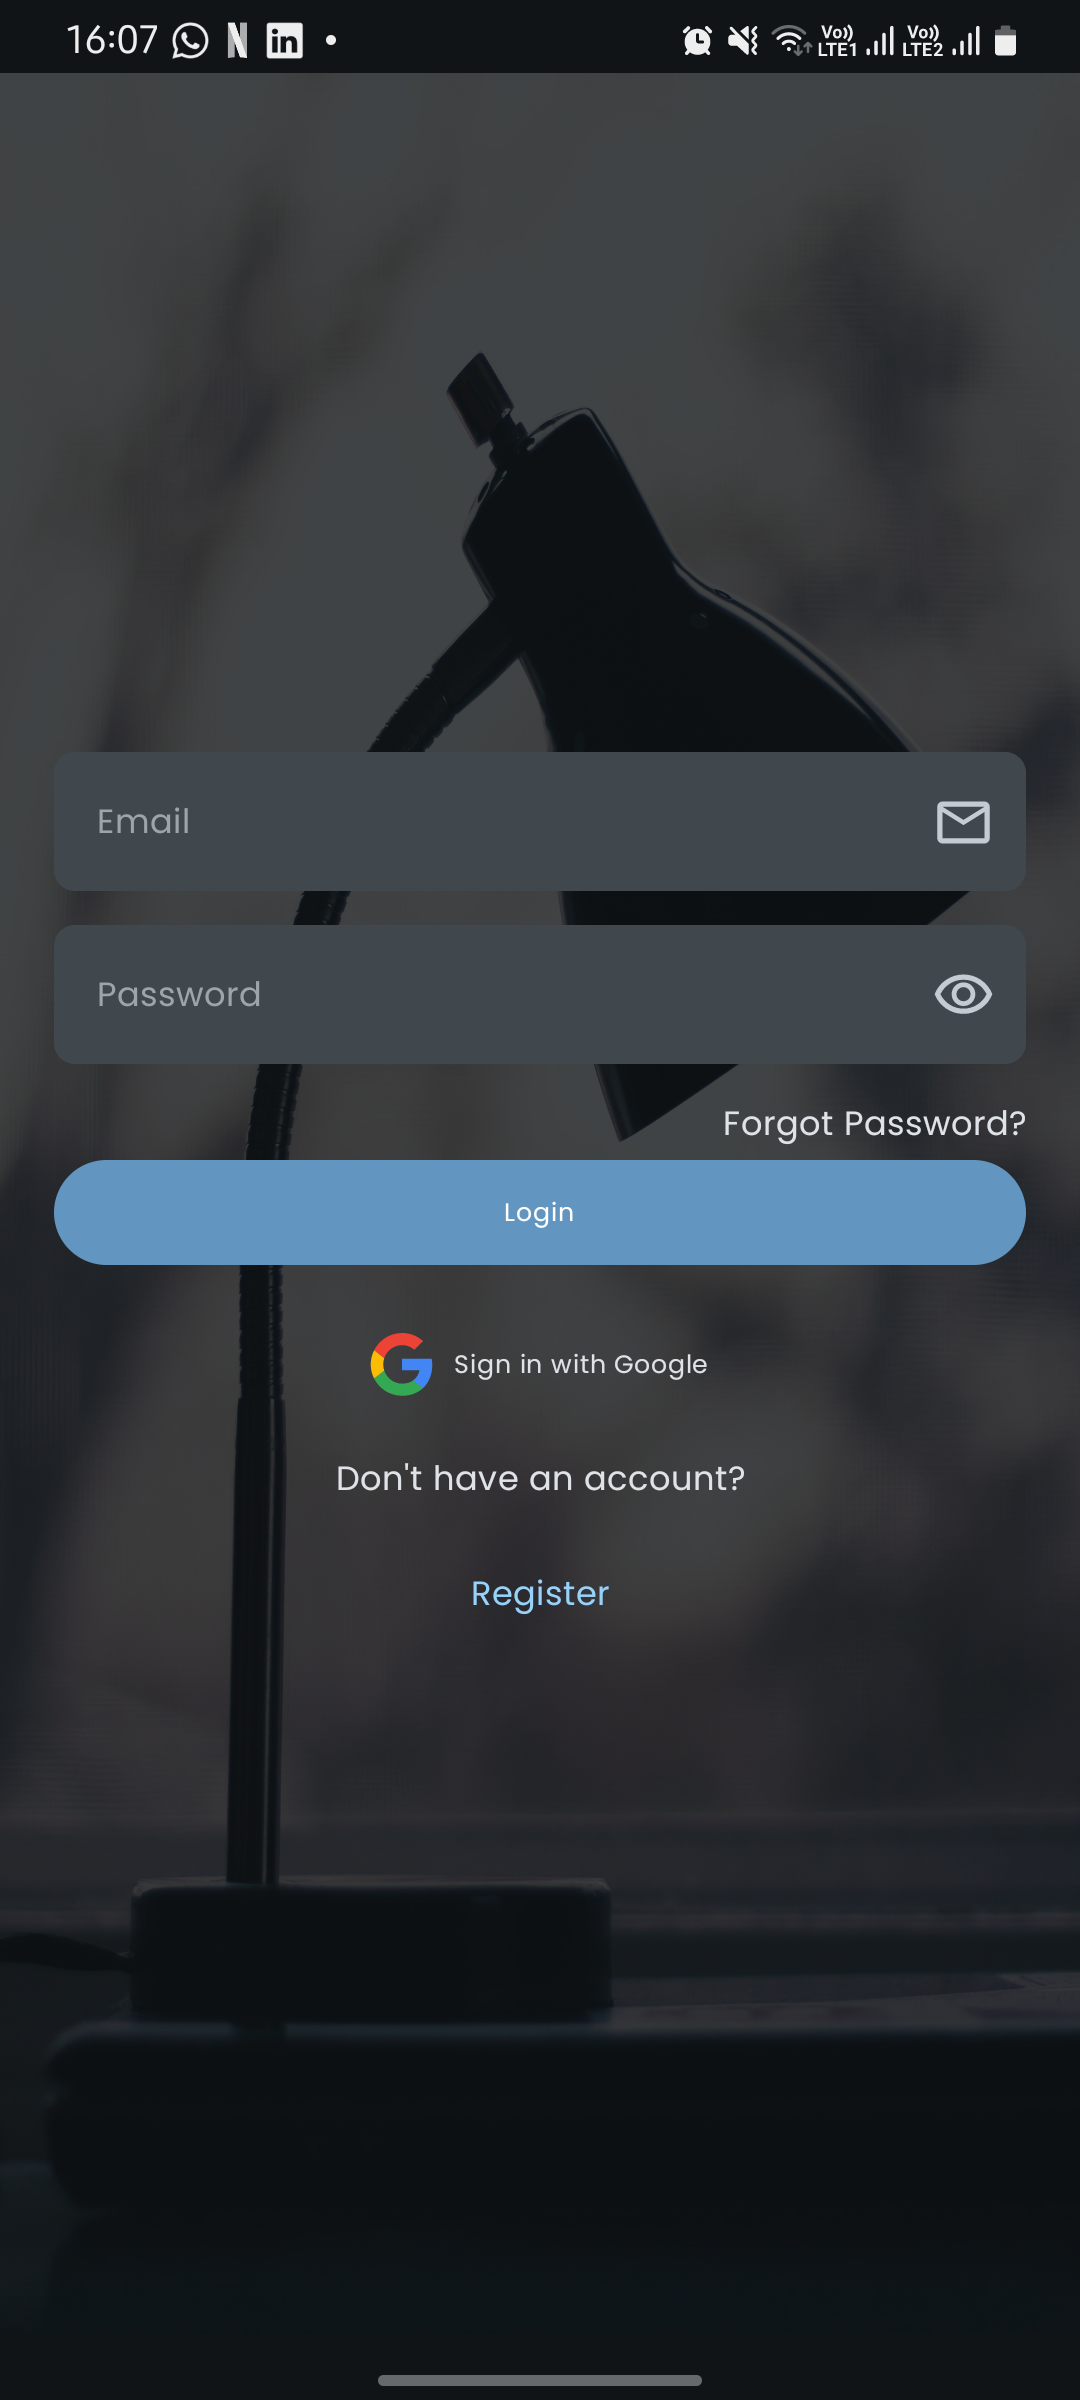 16:07
Vo)) LTE1 Vo)) LTE2
Email
Password
Forgot Password?
Login
Sign in with Google
Don't have an account?
Register